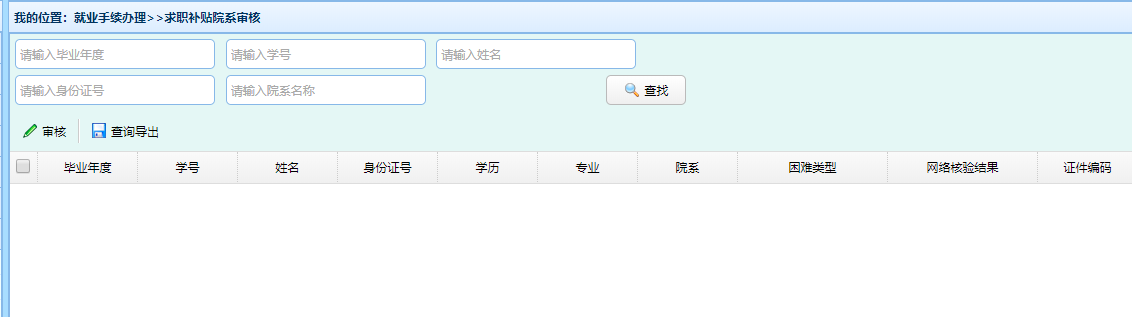 我的位置：就业手续办理>>求职补贴院系审核
请输入毕业年度 请输入学号 请输入姓名
请输入身份证号 请输入院系名称 查找
审核 查询导出
毕业年度 学号 姓名 身份证号 学历 专业 院系 困难类型 网络核验结果 证件编码